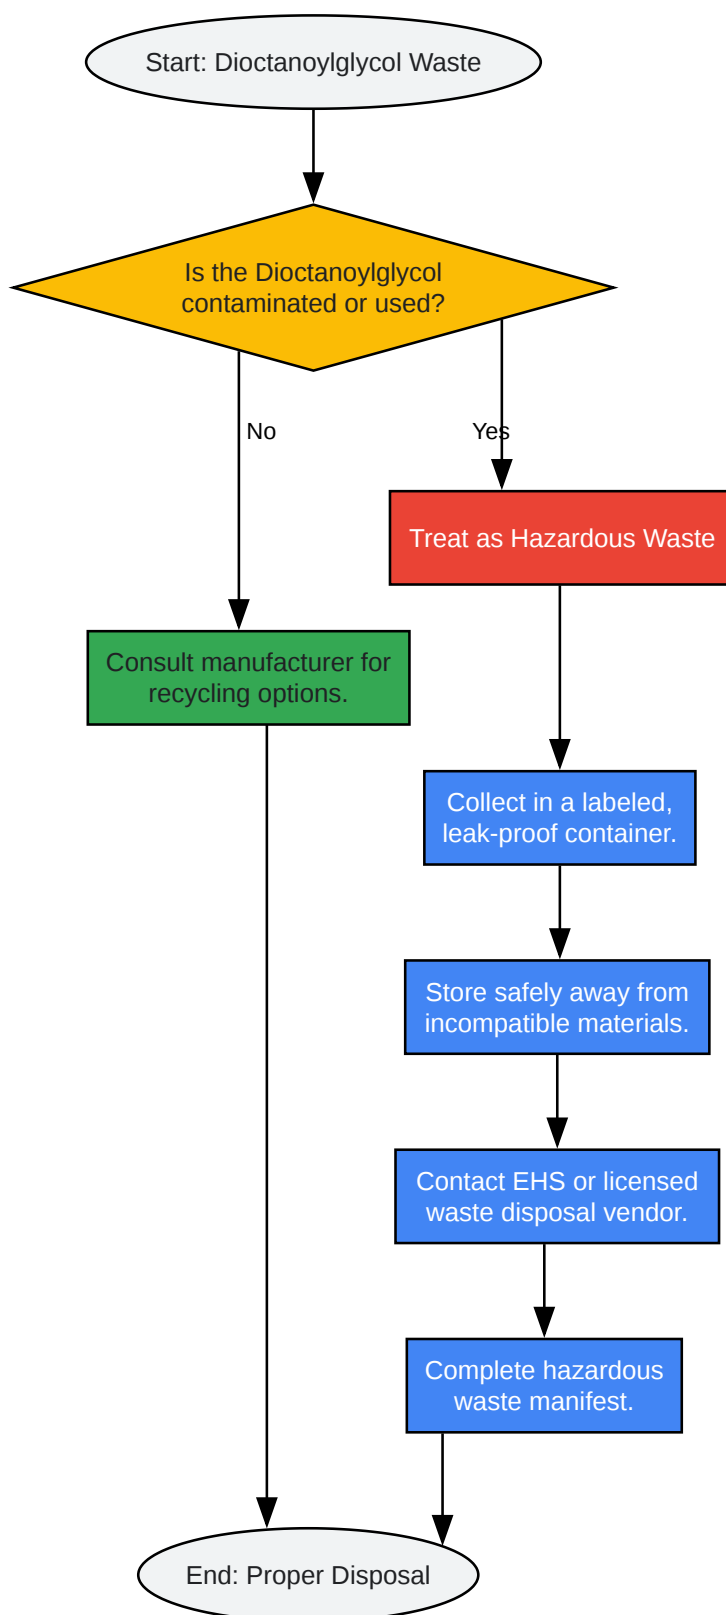 Start: Dioctanoylglycol Waste
Is the Dioctanoylglycol
contaminated or used?
No
Yes
Treat as Hazardous Waste
Consult manufacturer for
recycling options.
Collect in a labeled,
leak-proof container.
Store safely away from
incompatible materials.
Contact EHS or licensed
waste disposal vendor.
Complete hazardous
waste manifest.
End: Proper Disposal